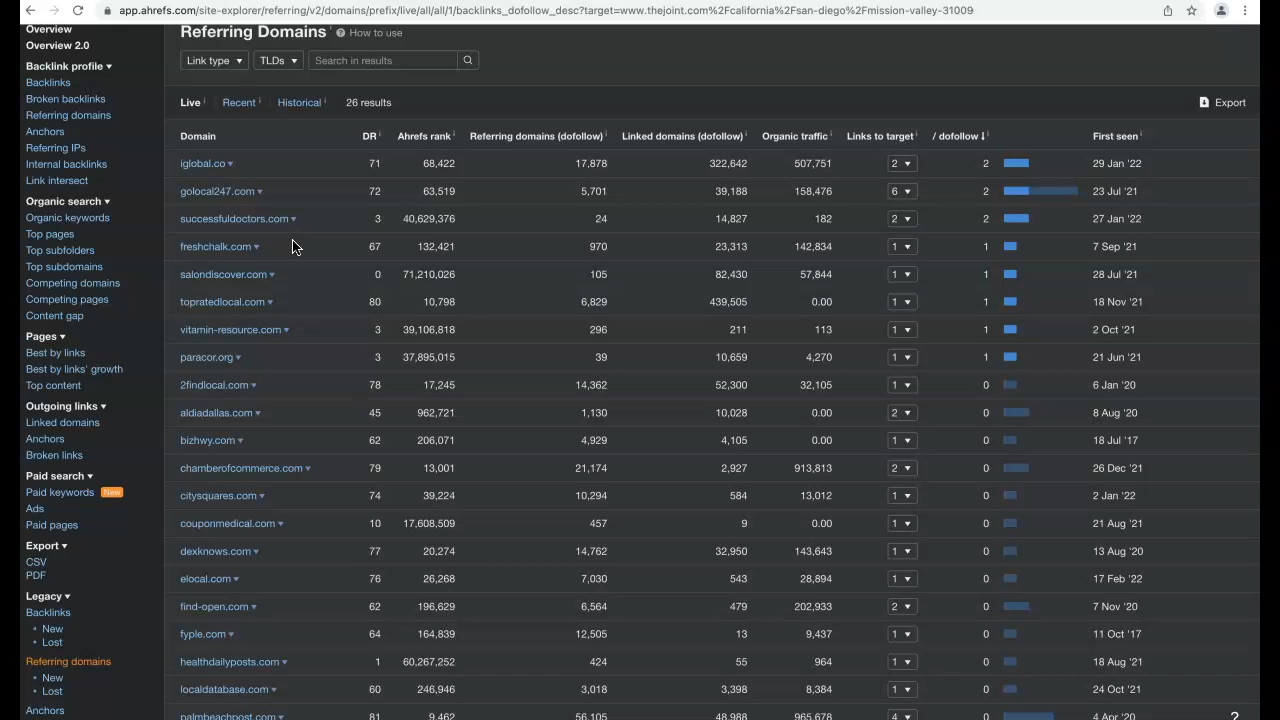 app.ahrefs.com/site-explorer/referring/v2/domains/prefix/live/all/all/1/backlinks_dofollow_desc?target=www.thejoint.com%2Fcalifornia%2Fsan-diego%2Fmission-valley-31009
Overview
Overview 2.0
Backlink profile
Backlinks
Broken backlinks
Referring domains
Anchors
Referring IPs
Internal backlinks
Link intersect
Organic search
Organic keywords
Top pages
Top subfolders
Top subdomains
Competing domains
Competing pages
Content gap
Pages
Best by links
Best by links' growth
Top content
Outgoing links
Linked domains
Anchors
Broken links
Paid search
Paid keywords New
Ads
Paid pages
Export
CSV
PDF
Legacy
Backlinks
• New
• Lost
Referring domains
• New
• Lost
Anchors
Referring Domains i ? How to use
Link type TLDs Search in results
Live i Recent i Historical i 26 results Export
Domain DR i Ahrefs rank i Referring domains (dofollow) i Linked domains (dofollow) i Organic traffic i Links to target i / dofollow ↓ i First seen i
iglobal.co 71 68,422 17,878 322,642 507,751 2 2 29 Jan '22
golocal247.com 72 63,519 5,701 39,188 158,476 6 2 23 Jul '21
successfuldoctors.com 3 40,629,376 24 14,827 182 2 2 27 Jan '22
freshchalk.com 67 132,421 970 23,313 142,834 1 1 7 Sep '21
salondiscover.com 0 71,210,026 105 82,430 57,844 1 1 28 Jul '21
topratedlocal.com 80 10,798 6,829 439,505 0.00 1 1 18 Nov '21
vitamin-resource.com 3 39,106,818 296 211 113 1 1 2 Oct '21
paracor.org 3 37,895,015 39 10,659 4,270 1 1 21 Jun '21
2findlocal.com 78 17,245 14,362 52,300 32,105 1 0 6 Jan '20
aldiadallas.com 45 962,721 1,130 10,028 0.00 2 0 8 Aug '20
bizhwy.com 62 206,071 4,929 4,105 0.00 1 0 18 Jul '17
chamberofcommerce.com 79 13,001 21,174 2,927 913,813 2 0 26 Dec '21
citysquares.com 74 39,224 10,294 584 13,012 1 0 2 Jan '22
couponmedical.com 10 17,608,509 457 9 0.00 1 0 21 Aug '21
dexknows.com 77 20,274 14,762 32,950 143,643 1 0 13 Aug '20
elocal.com 76 26,268 7,030 543 28,894 1 0 17 Feb '22
find-open.com 62 196,629 6,564 479 202,933 2 0 7 Nov '20
fyple.com 64 164,839 12,505 13 9,437 1 0 11 Oct '17
healthdailyposts.com 1 60,267,252 424 55 964 1 0 18 Aug '21
localdatabase.com 60 246,946 3,018 3,398 8,384 1 0 24 Oct '21
palmbeachpost.com 81 9,462 56,105 48,988 965,678 4 0 4 Apr '20
?